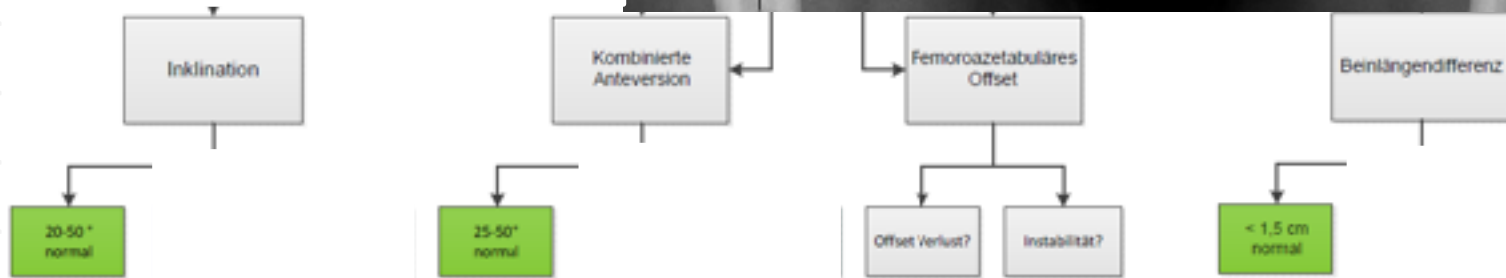 Inklination
Kombinierte
Anteversion
Femoroazetabuläres
Offset
Beinlängendifferenz
20-50°
normal
25-50°
normal
Offset Verlust?
Instabilität?
< 1,5 cm
normal